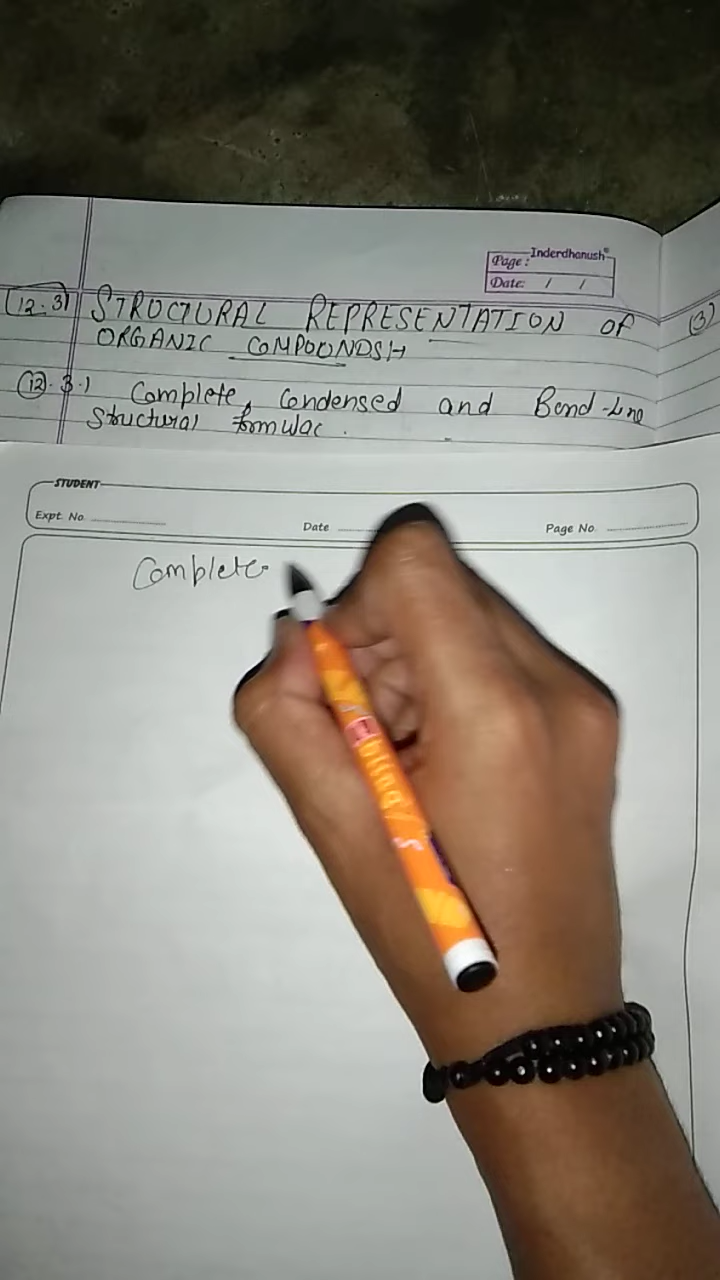 Inderdhanush®
Page :
Date: / /
12.3 STRUCTURAL REPRESENTATION OF (3)
ORGANIC COMPOUNDS
12.3.1 Complete, Condensed and Bond-Line
Structural formulae.
STUDENT
Expt. No.
Date
Page No.
Complete
bling